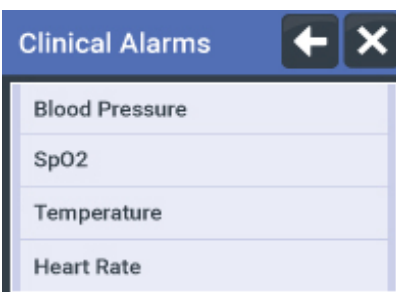 Clinical Alarms
Blood Pressure
SpO2
Temperature
Heart Rate